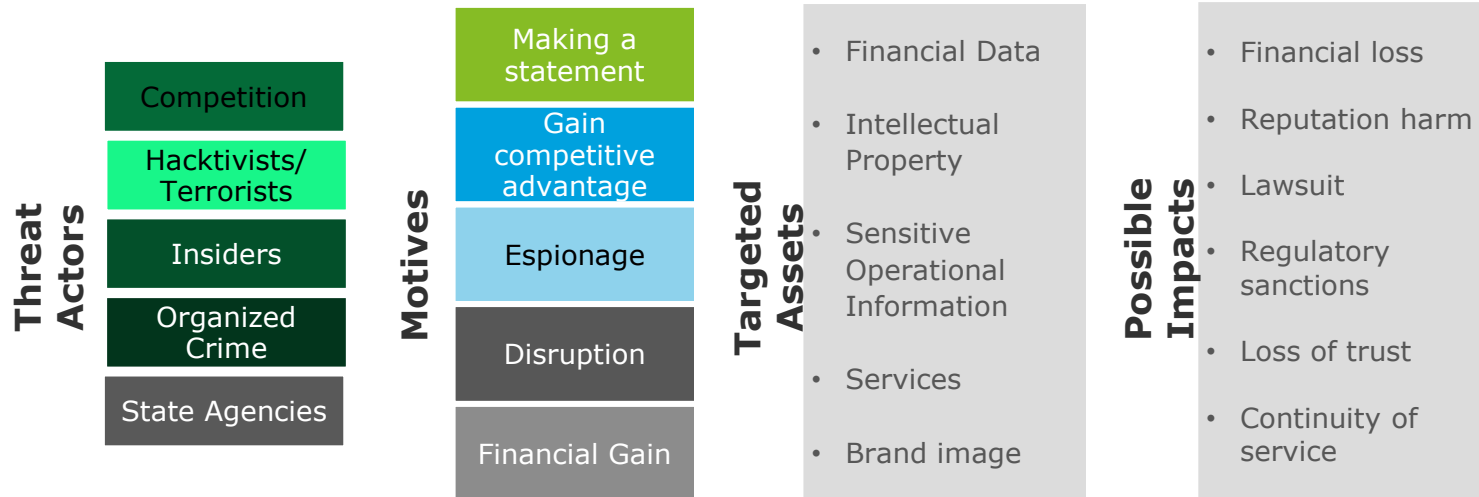 Threat
Actors
Competition
Hacktivists/
Terrorists
Insiders
Organized
Crime
State Agencies
Motives
Making a
statement
Gain
competitive
advantage
Espionage
Disruption
Financial Gain
Targeted
Assets
• Financial Data
• Intellectual
Property
• Sensitive
Operational
Information
• Services
• Brand image
Possible
Impacts
• Financial loss
• Reputation harm
• Lawsuit
• Regulatory
sanctions
• Loss of trust
• Continuity of
service